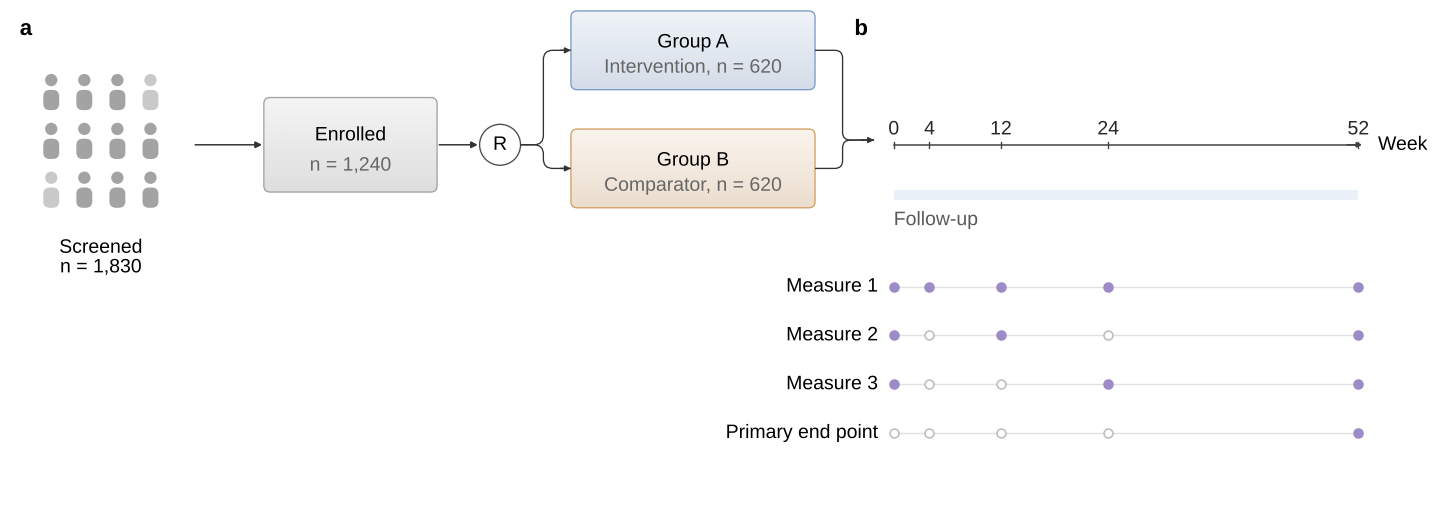 a
Screened
n = 1,830
Enrolled
n = 1,240
R
Group A
Intervention, n = 620
Group B
Comparator, n = 620
b
0 4 12 24 52
Week
Follow-up
Measure 1
Measure 2
Measure 3
Primary end point